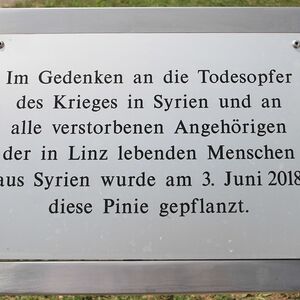 Im Gedenken an die Todesopfer
des Krieges in Syrien und an
alle verstorbenen Angehörigen
der in Linz lebenden Menschen
aus Syrien wurde am 3. Juni 2018
diese Pinie gepflanzt.